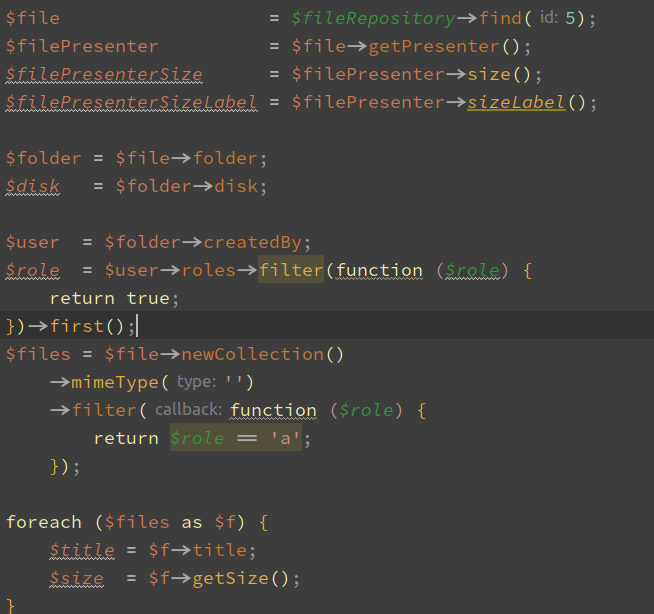 $file                   = $fileRepository->find( id: 5);
$filePresenter          = $file->getPresenter();
$filePresenterSize      = $filePresenter->size();
$filePresenterSizeLabel = $filePresenter->sizeLabel();

$folder = $file->folder;
$disk   = $folder->disk;

$user  = $folder->createdBy;
$role  = $user->roles->filter(function ($role) {
    return true;
})->first();
$files = $file->newCollection()
    ->mimeType( type: '')
    ->filter( callback: function ($role) {
        return $role == 'a';
    });

foreach ($files as $f) {
    $title = $f->title;
    $size  = $f->getSize();
}